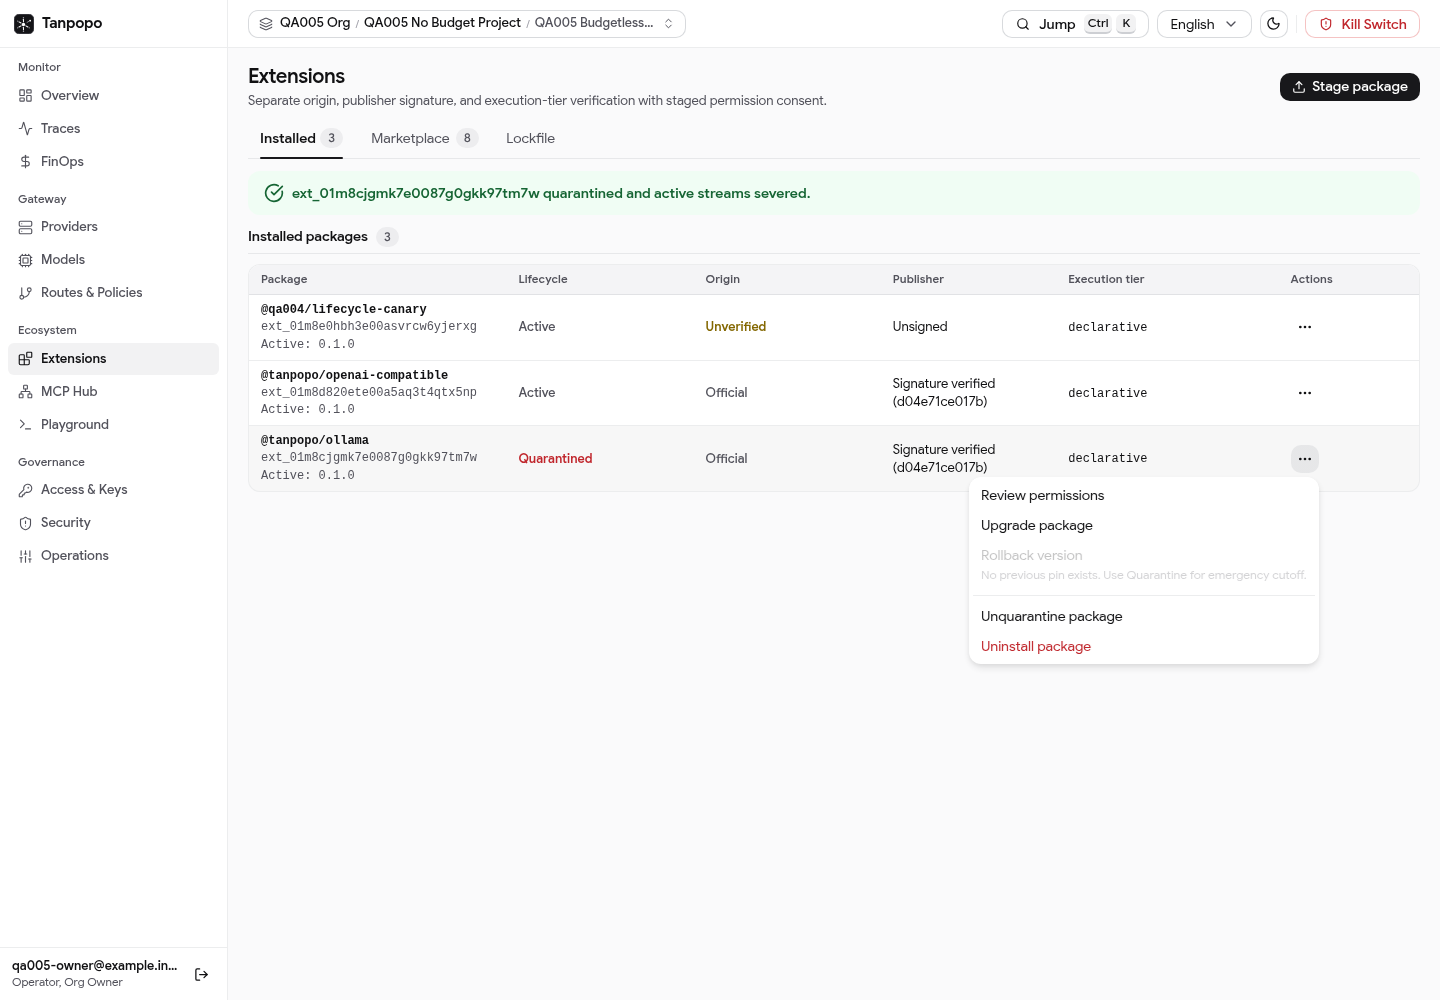 Tanpopo
QA005 Org / QA005 No Budget Project / QA005 Budgetless...
Jump Ctrl K
English
Kill Switch
Monitor
Overview
Traces
FinOps
Gateway
Providers
Models
Routes & Policies
Ecosystem
Extensions
MCP Hub
Playground
Governance
Access & Keys
Security
Operations
qa005-owner@example.in...
Operator, Org Owner
Extensions
Separate origin, publisher signature, and execution-tier verification with staged permission consent.
Stage package
Installed 3 Marketplace 8 Lockfile
ext_01m8cjgmk7e0087g0gkk97tm7w quarantined and active streams severed.
Installed packages 3
Package Lifecycle Origin Publisher Execution tier Actions
@qa004/lifecycle-canary
ext_01m8e0hbh3e00asvrcw6yjerxg Active Unverified Unsigned declarative
Active: 0.1.0
@tanpopo/openai-compatible
ext_01m8d820ete00a5aq3t4qtx5np Active Official Signature verified (d04e71ce017b) declarative
Active: 0.1.0
@tanpopo/ollama
ext_01m8cjgmk7e0087g0gkk97tm7w Quarantined Official Signature verified (d04e71ce017b) declarative
Active: 0.1.0
Review permissions
Upgrade package
Rollback version
No previous pin exists. Use Quarantine for emergency cutoff.
Unquarantine package
Uninstall package